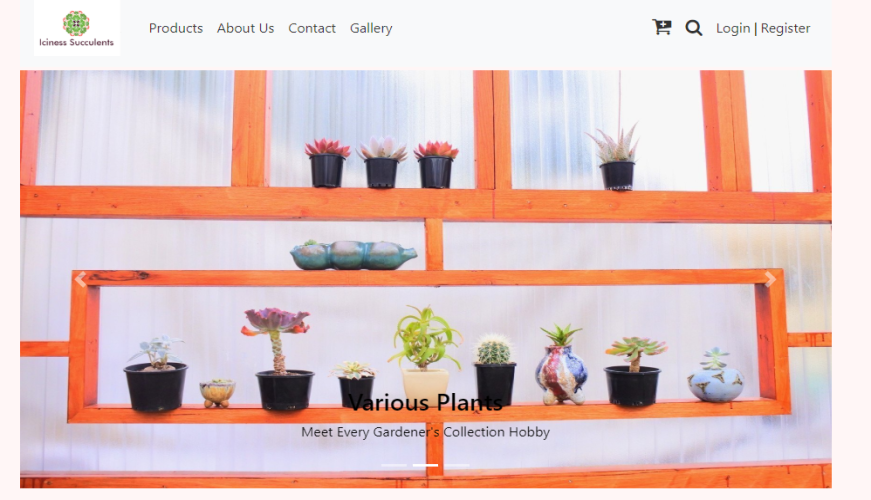 Iciness Succulents
Products About Us Contact Gallery
Login | Register
Various Plants
Meet Every Gardener's Collection Hobby